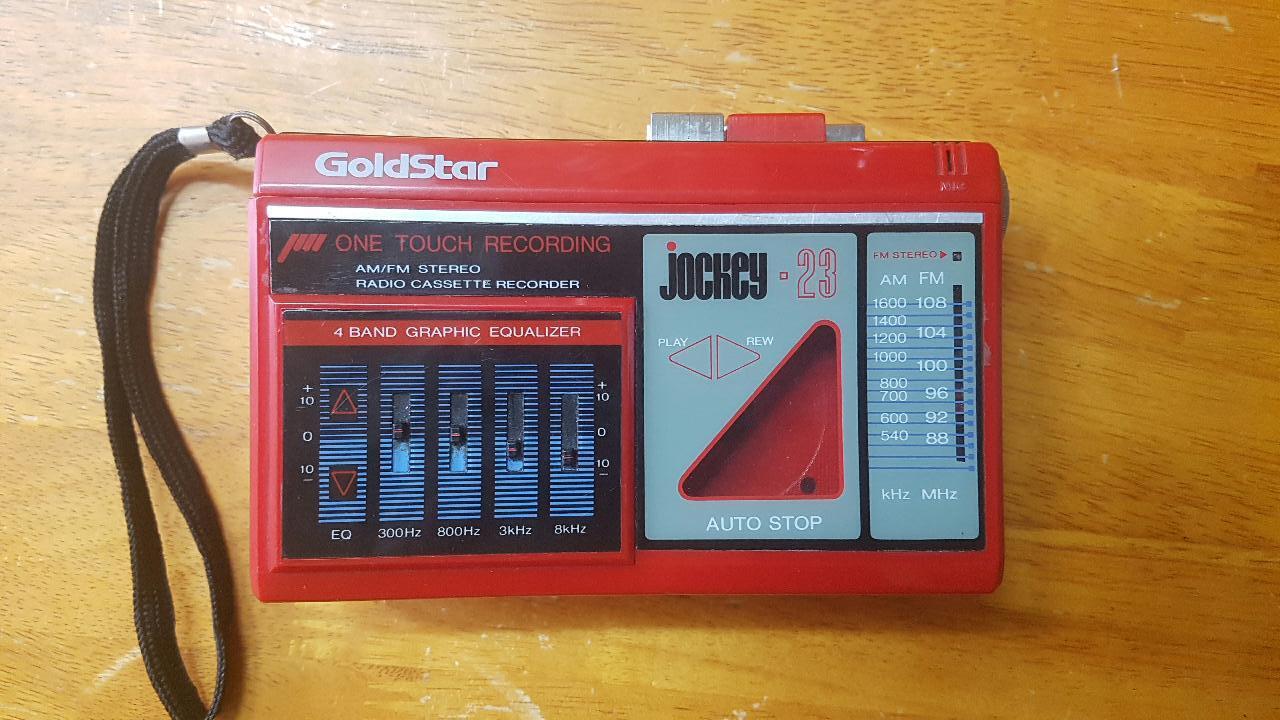 GoldStar
MIC
ONE TOUCH RECORDING
AM/FM STEREO
RADIO CASSETTE RECORDER
4 BAND GRAPHIC EQUALIZER
+ +
10 10
0 0
10 10
− −
EQ 300Hz 800Hz 3kHz 8kHz
jockey · 23
PLAY REW
AUTO STOP
FM STEREO
AM FM
1600 108
1400
1200 104
1000 100
800
700 96
600 92
540 88
kHz MHz